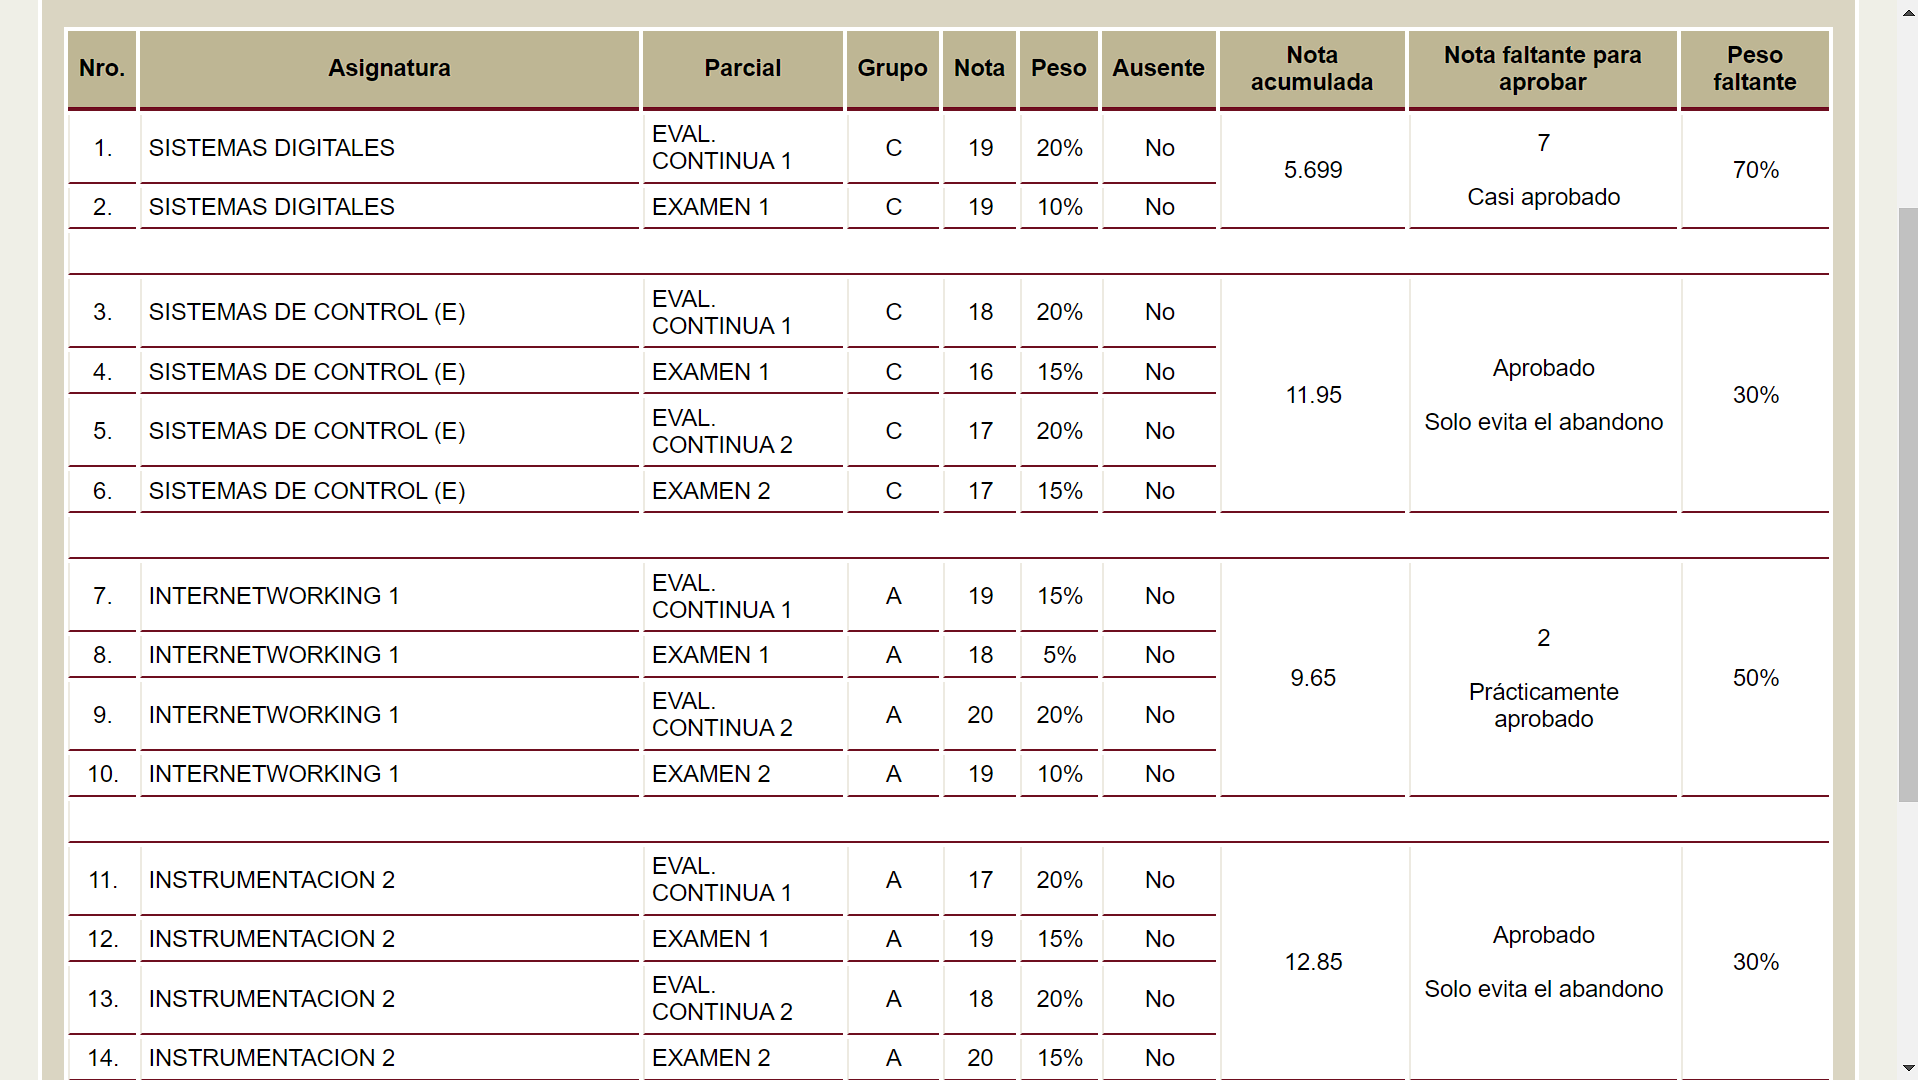 Nro. Asignatura Parcial Grupo Nota Peso Ausente Nota acumulada Nota faltante para aprobar Peso faltante
1. SISTEMAS DIGITALES EVAL. CONTINUA 1 C 19 20% No 5.699 7 Casi aprobado 70%
2. SISTEMAS DIGITALES EXAMEN 1 C 19 10% No
3. SISTEMAS DE CONTROL (E) EVAL. CONTINUA 1 C 18 20% No 11.95 Aprobado Solo evita el abandono 30%
4. SISTEMAS DE CONTROL (E) EXAMEN 1 C 16 15% No
5. SISTEMAS DE CONTROL (E) EVAL. CONTINUA 2 C 17 20% No
6. SISTEMAS DE CONTROL (E) EXAMEN 2 C 17 15% No
7. INTERNETWORKING 1 EVAL. CONTINUA 1 A 19 15% No 9.65 2 Prácticamente aprobado 50%
8. INTERNETWORKING 1 EXAMEN 1 A 18 5% No
9. INTERNETWORKING 1 EVAL. CONTINUA 2 A 20 20% No
10. INTERNETWORKING 1 EXAMEN 2 A 19 10% No
11. INSTRUMENTACION 2 EVAL. CONTINUA 1 A 17 20% No 12.85 Aprobado Solo evita el abandono 30%
12. INSTRUMENTACION 2 EXAMEN 1 A 19 15% No
13. INSTRUMENTACION 2 EVAL. CONTINUA 2 A 18 20% No
14. INSTRUMENTACION 2 EXAMEN 2 A 20 15% No